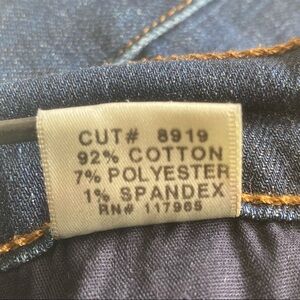 CUT# 8919
92% COTTON
7% POLYESTER
1% SPANDEX
RN# 117965